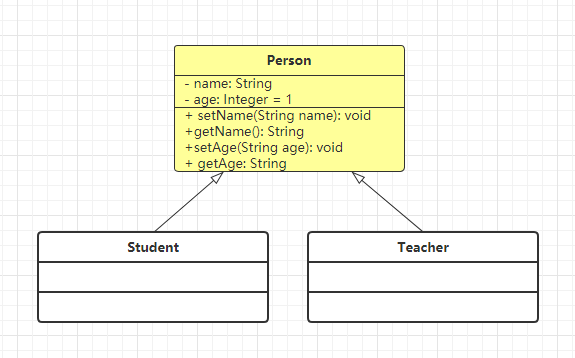 Person
- name: String
- age: Integer = 1
+ setName(String name): void
+getName(): String
+setAge(String age): void
+ getAge: String
Student
Teacher